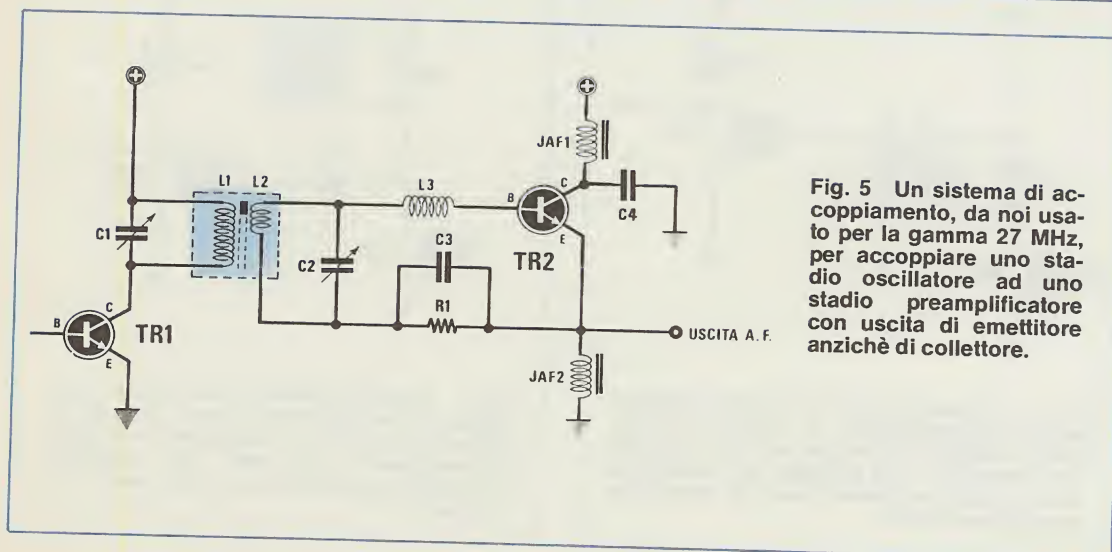 C1
L1
L2
C2
L3
C3
R1
B
C
E
TR1
B
C
E
TR2
JAF1
C4
JAF2
USCITA A.F.
Fig. 5 Un sistema di ac-
coppiamento, da noi usa-
to per la gamma 27 MHz,
per accoppiare uno sta-
dio oscillatore ad uno
stadio preamplificatore
con uscita di emettitore
anzichè di collettore.